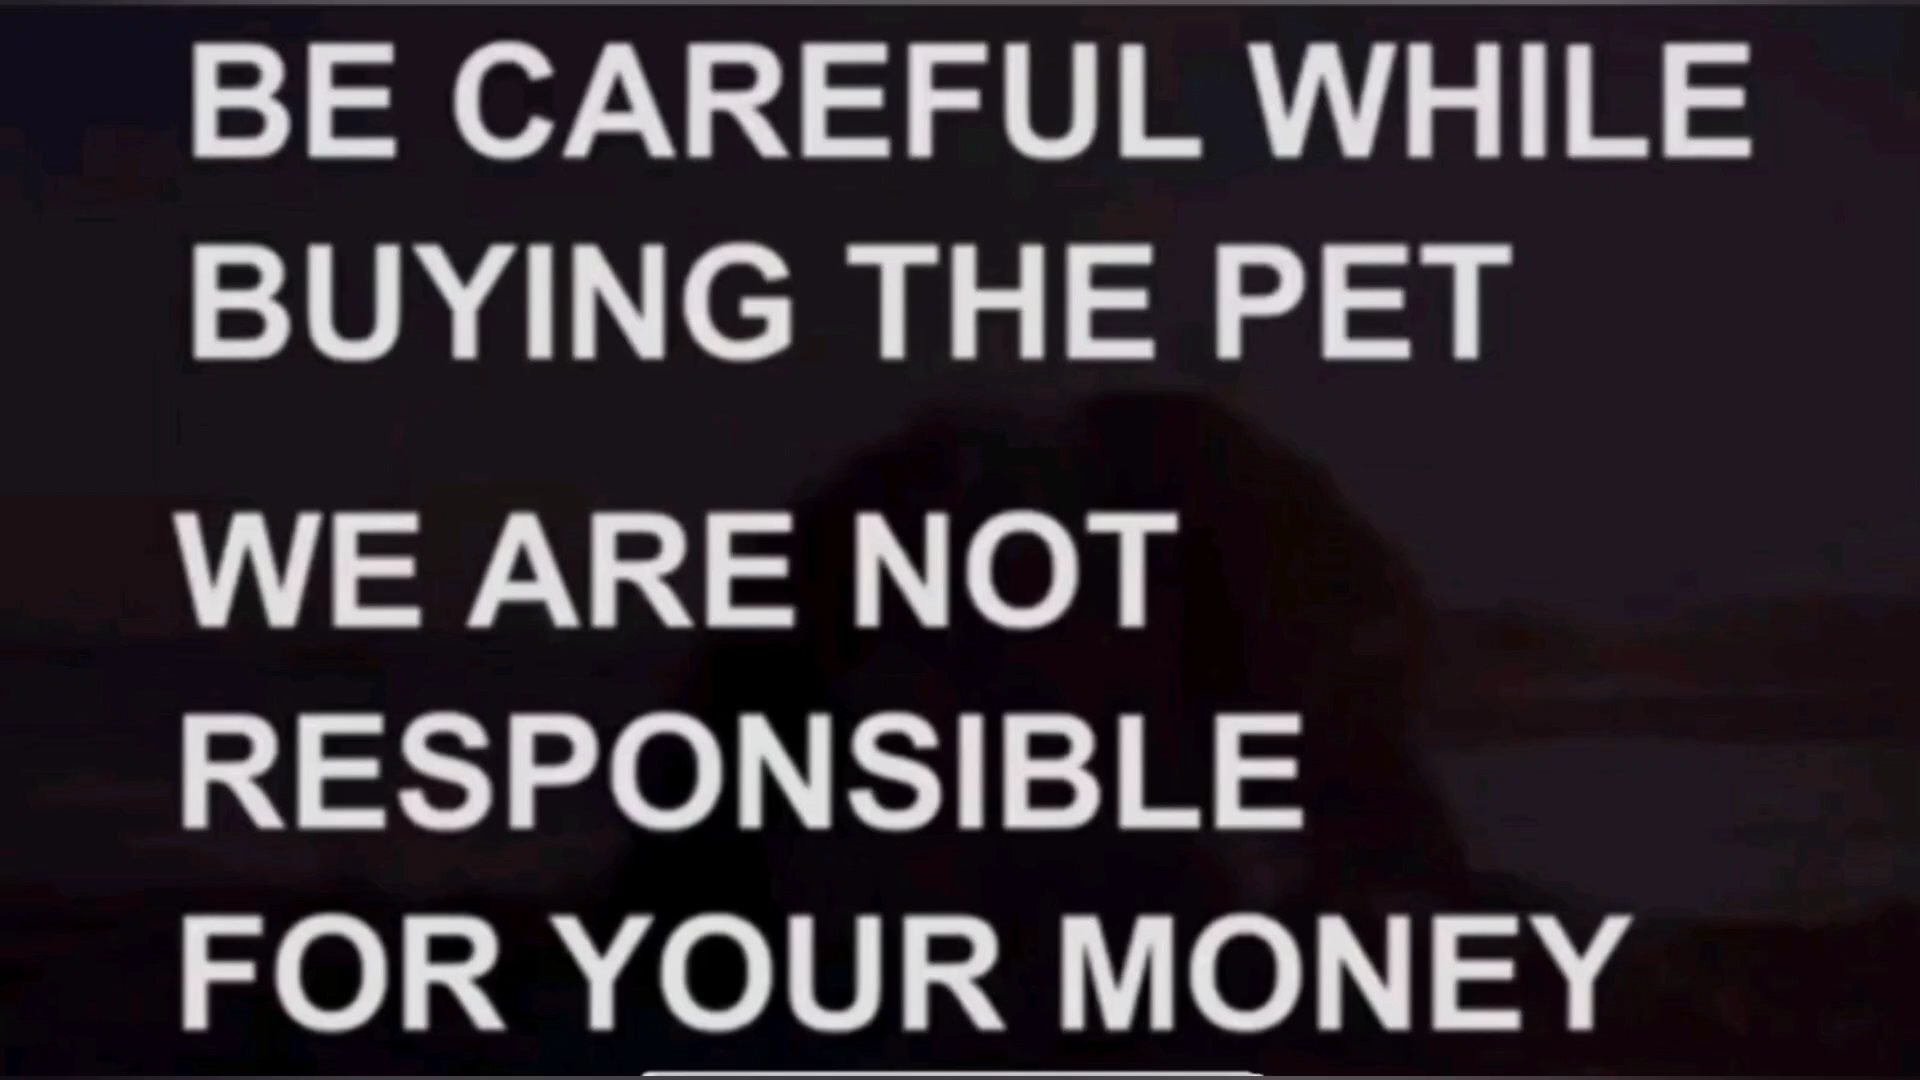 BE CAREFUL WHILE
BUYING THE PET
WE ARE NOT
RESPONSIBLE
FOR YOUR MONEY